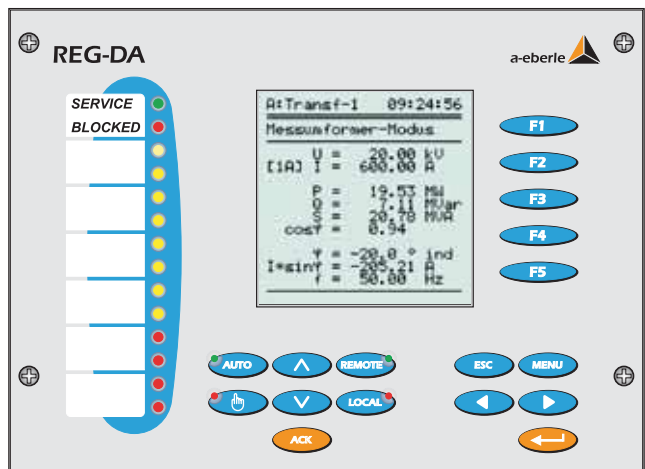 REG-DA
a-eberle
SERVICE
BLOCKED
A:Transf-1 09:24:56
Messumformer-Modus
U = 20.00 kV
[1A] I = 600.00 A
P = 19.53 MW
Q = 7.11 MVar
S = 20.78 MVA
cosφ = 0.94
φ = -20.0 ° ind
I*sinφ = -205.21 A
f = 50.00 Hz
F1
F2
F3
F4
F5
AUTO
REMOTE
ESC
MENU
LOCAL
ACK